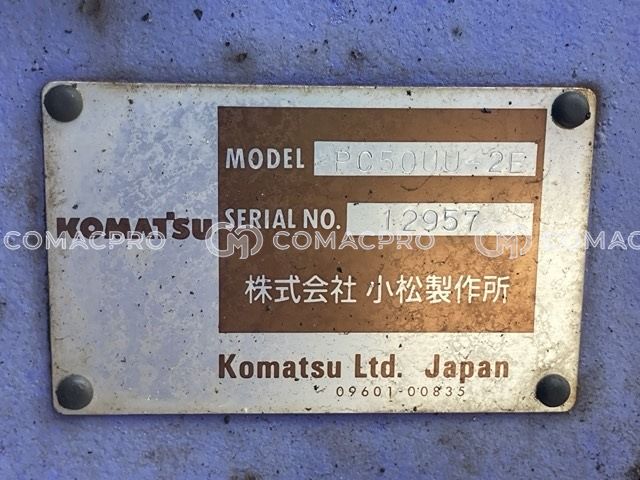 MODEL PC50UU-2E
KOMATSU
SERIAL NO. 12957
COMACPRO COMACPRO COMACPRO
株式会社 小松製作所
Komatsu Ltd. Japan
09601-00835